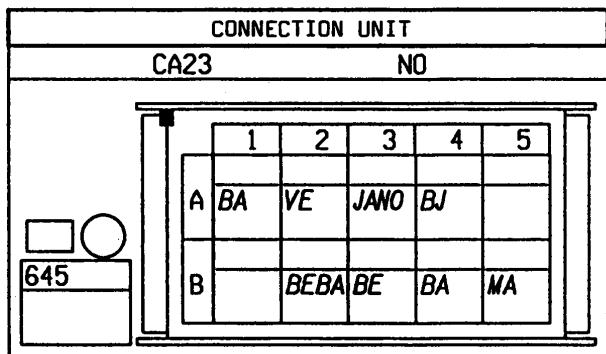 CONNECTION UNIT
CA23 NO
1 2 3 4 5
A BA VE JANO BJ
645
B BEBA BE BA MA